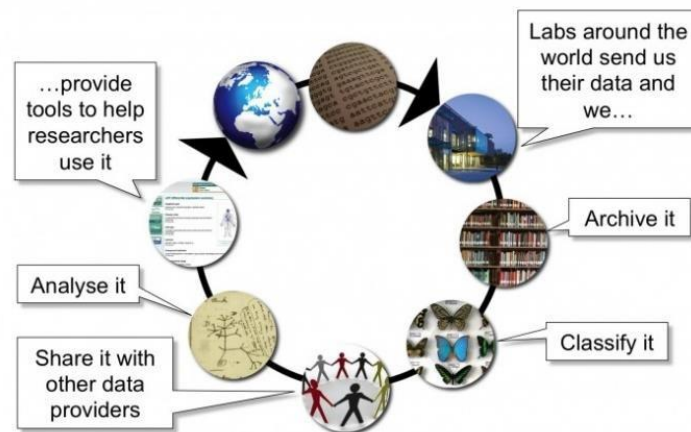 Labs around the
world send us
their data and
we…
Archive it
Classify it
Share it with
other data
providers
Analyse it
…provide
tools to help
researchers
use it